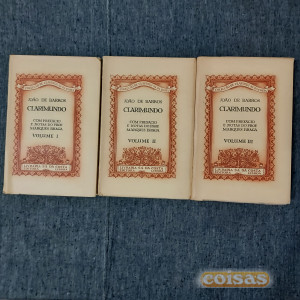 JOÃO DE BARROS
CLARIMUNDO
COM PREFÁCIO
E NOTAS DO PROF.
MARQUES BRAGA
VOLUME I
JOÃO DE BARROS
CLARIMUNDO
COM PREFÁCIO
E NOTAS DO PROF.
MARQUES BRAGA
VOLUME II
JOÃO DE BARROS
CLARIMUNDO
COM PREFÁCIO
E NOTAS DO PROF.
MARQUES BRAGA
VOLUME III
coisas